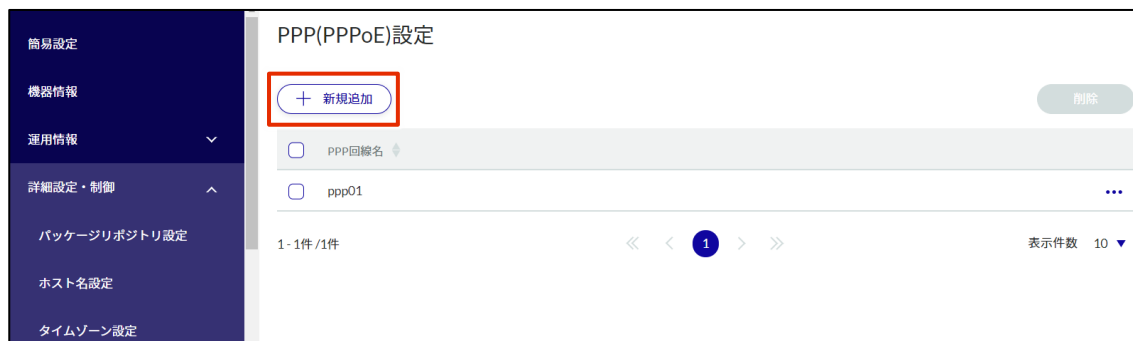 簡易設定
機器情報
運用情報
詳細設定・制御
パッケージリポジトリ設定
ホスト名設定
タイムゾーン設定
PPP(PPPoE)設定
新規追加
削除
PPP回線名
ppp01
1 - 1件 /1件
1
表示件数 10